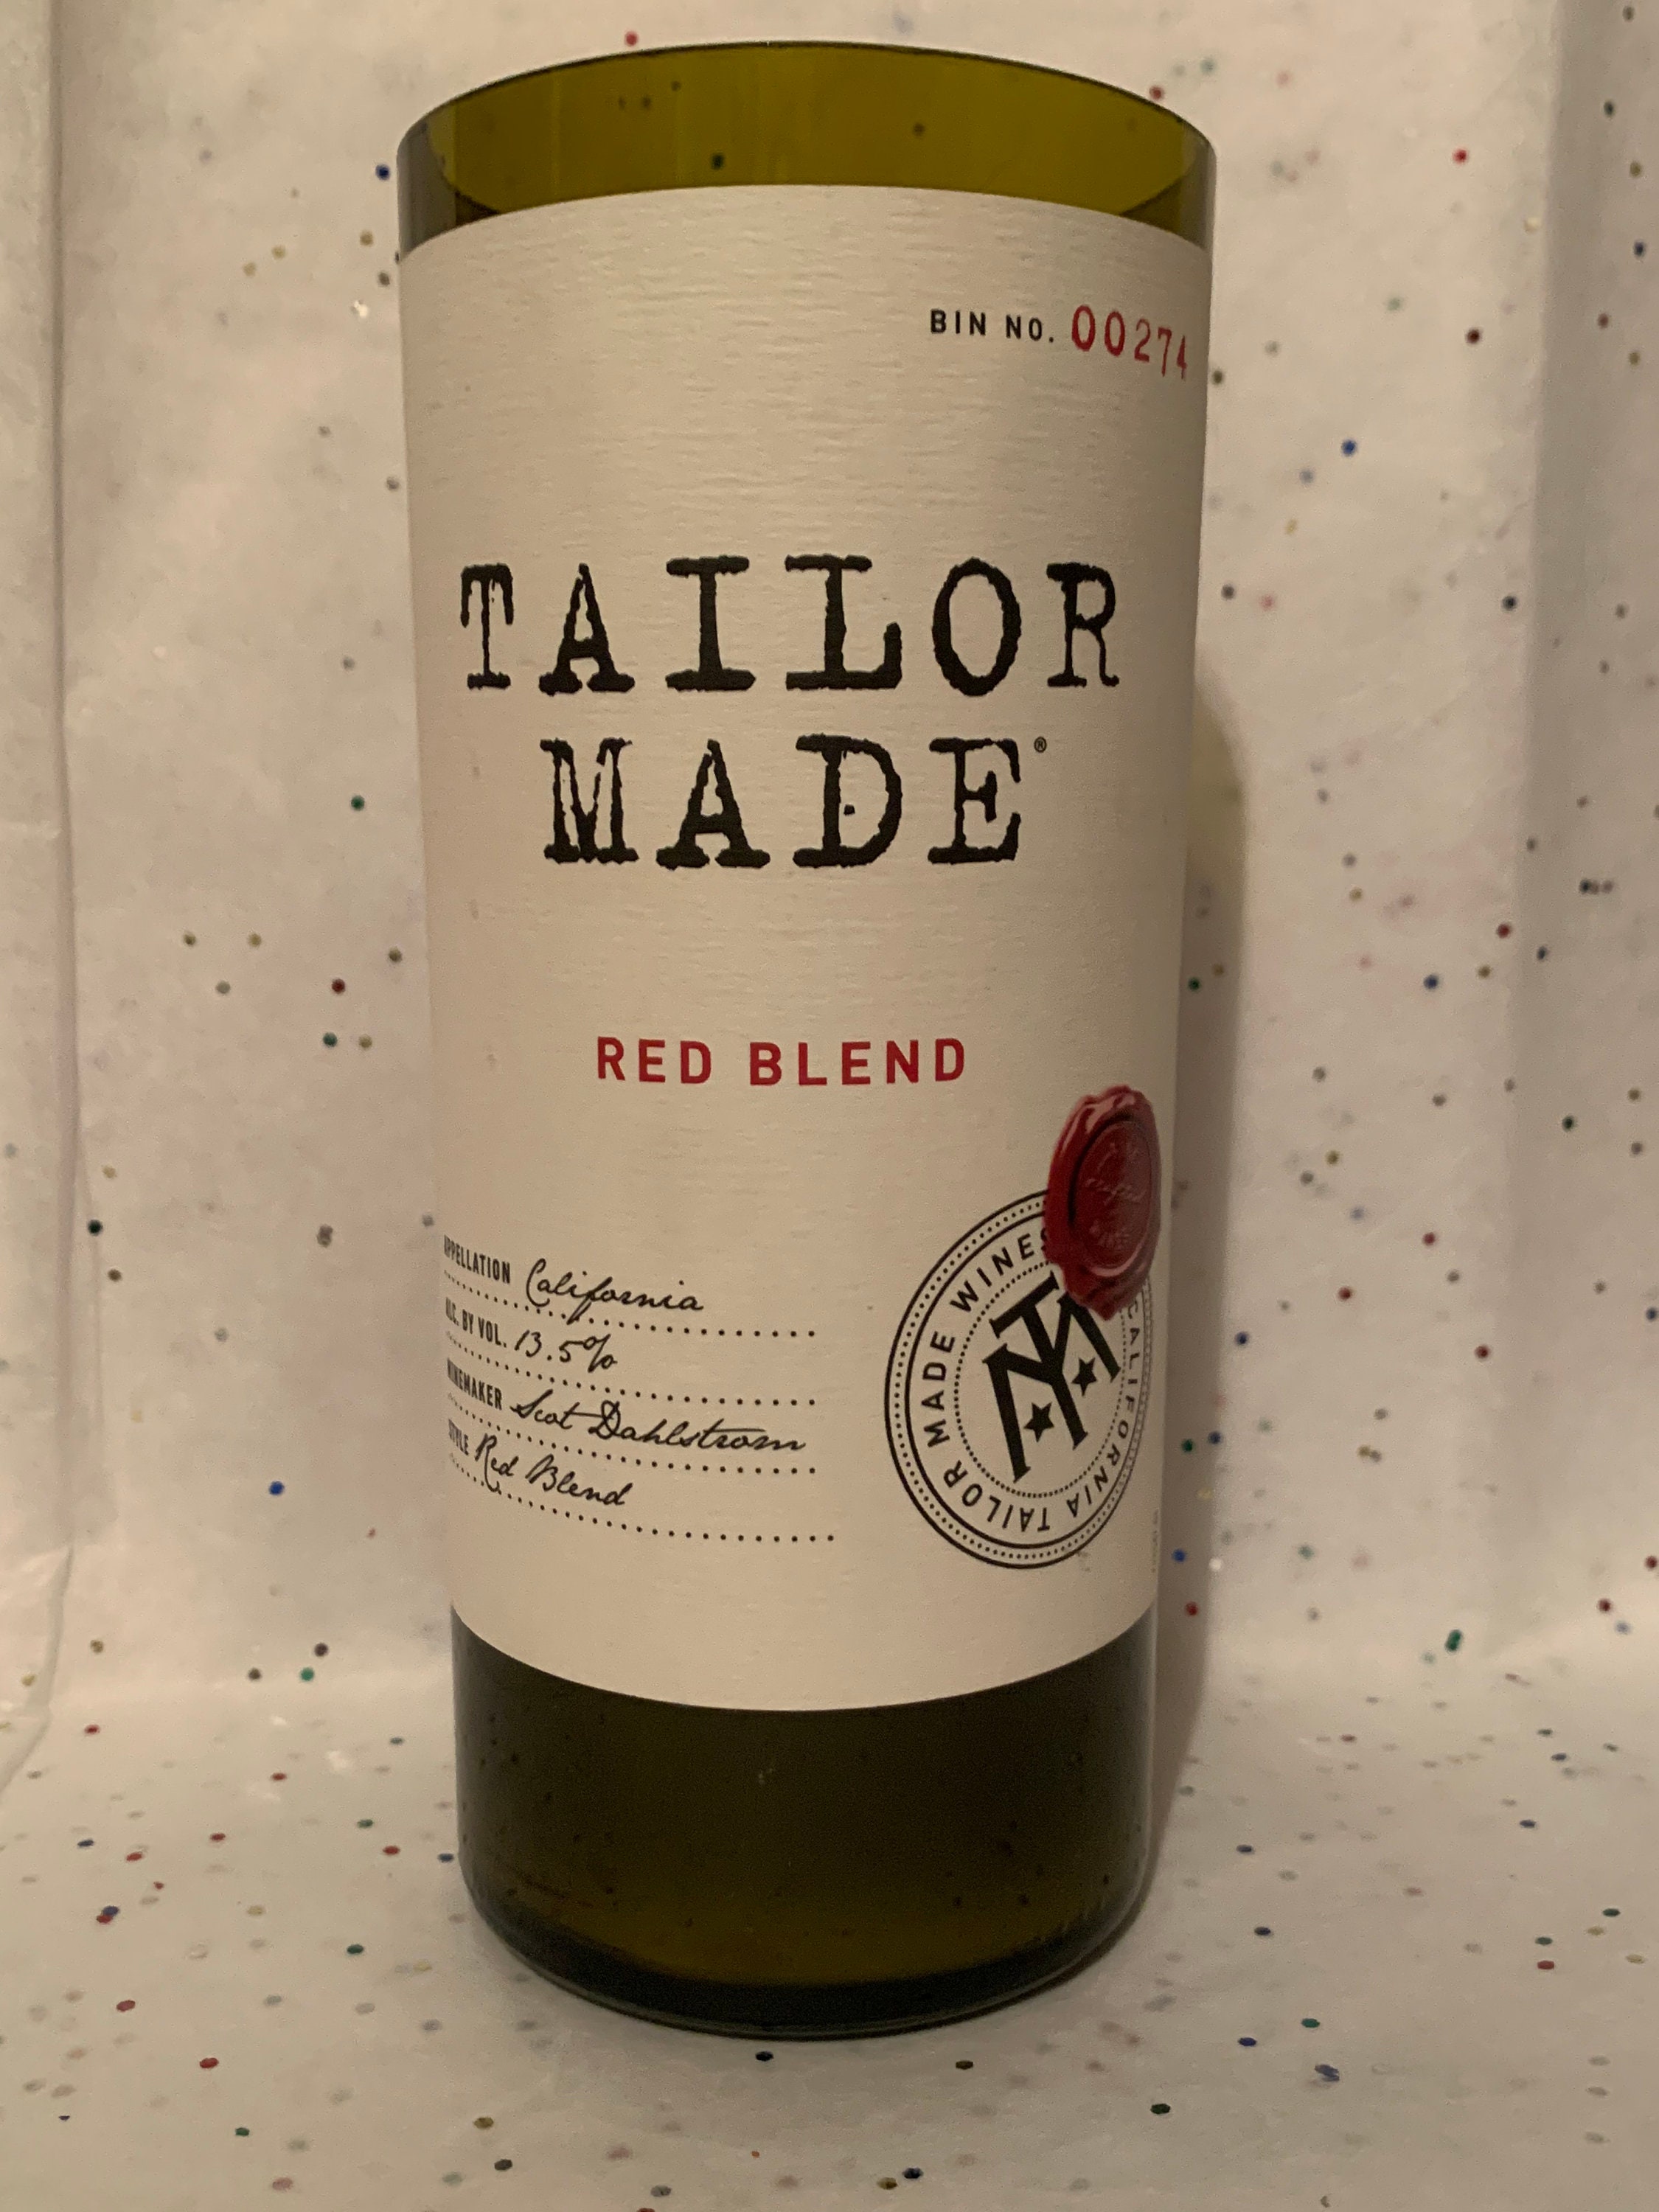 BIN NO. 00274
TAILOR
MADE®
RED BLEND
APPELLATION California
ALC. BY VOL. 13.5%
WINEMAKER Scot Dahlstrom
STYLE Red Blend
TAILOR MADE WINES
CALIFORNIA
TM